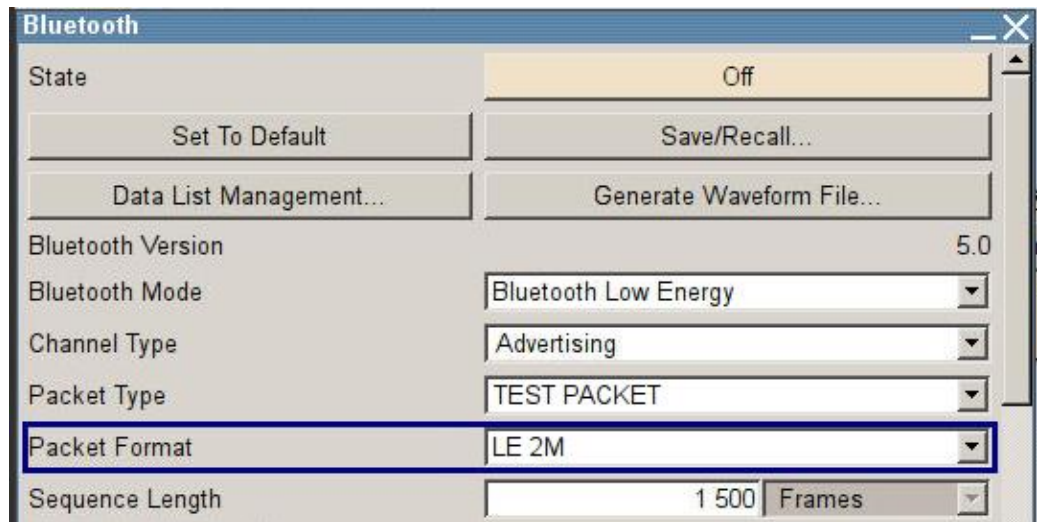 Bluetooth
State Off
Set To Default Save/Recall...
Data List Management... Generate Waveform File...
Bluetooth Version 5.0
Bluetooth Mode Bluetooth Low Energy
Channel Type Advertising
Packet Type TEST PACKET
Packet Format LE 2M
Sequence Length 1 500 Frames